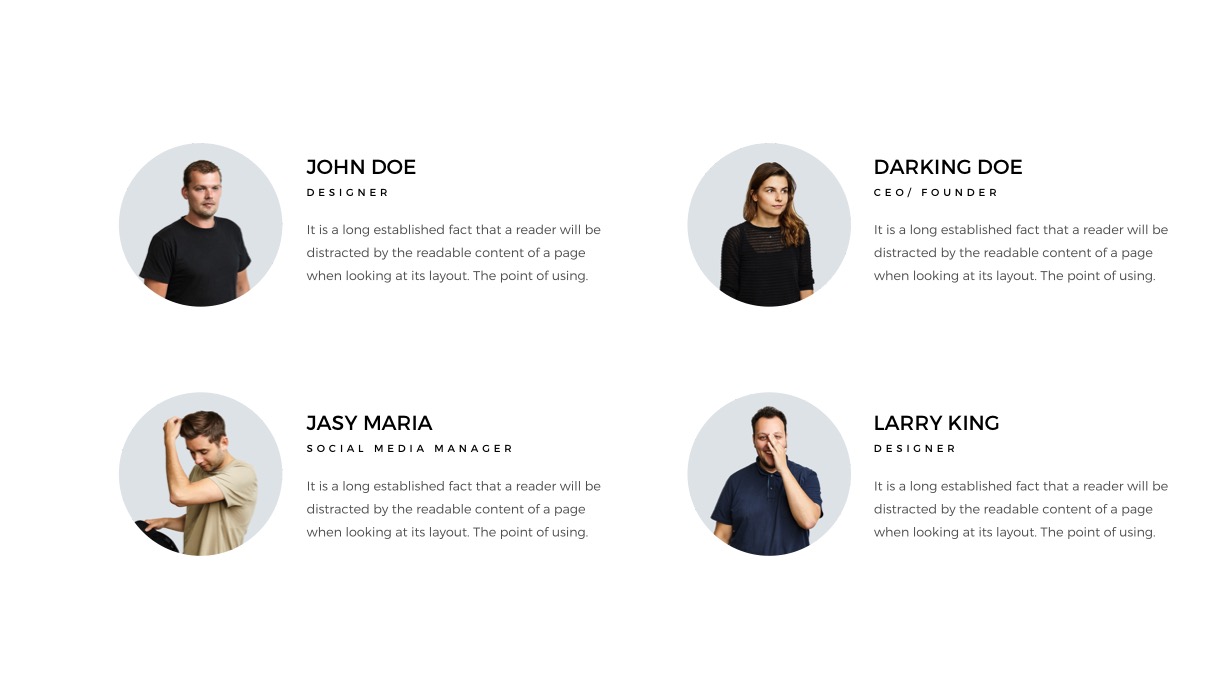 JOHN DOE
DESIGNER
It is a long established fact that a reader will be
distracted by the readable content of a page
when looking at its layout. The point of using.
DARKING DOE
CEO/ FOUNDER
It is a long established fact that a reader will be
distracted by the readable content of a page
when looking at its layout. The point of using.
JASY MARIA
SOCIAL MEDIA MANAGER
It is a long established fact that a reader will be
distracted by the readable content of a page
when looking at its layout. The point of using.
LARRY KING
DESIGNER
It is a long established fact that a reader will be
distracted by the readable content of a page
when looking at its layout. The point of using.